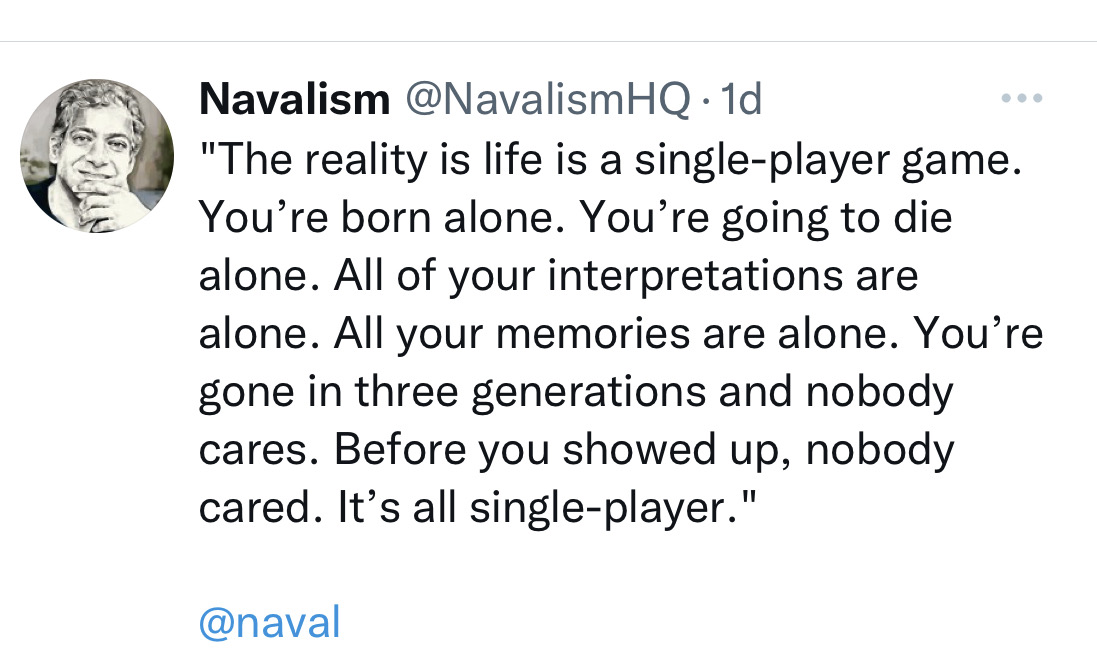 Navalism @NavalismHQ · 1d
"The reality is life is a single-player game.
You’re born alone. You’re going to die
alone. All of your interpretations are
alone. All your memories are alone. You’re
gone in three generations and nobody
cares. Before you showed up, nobody
cared. It’s all single-player."
@naval